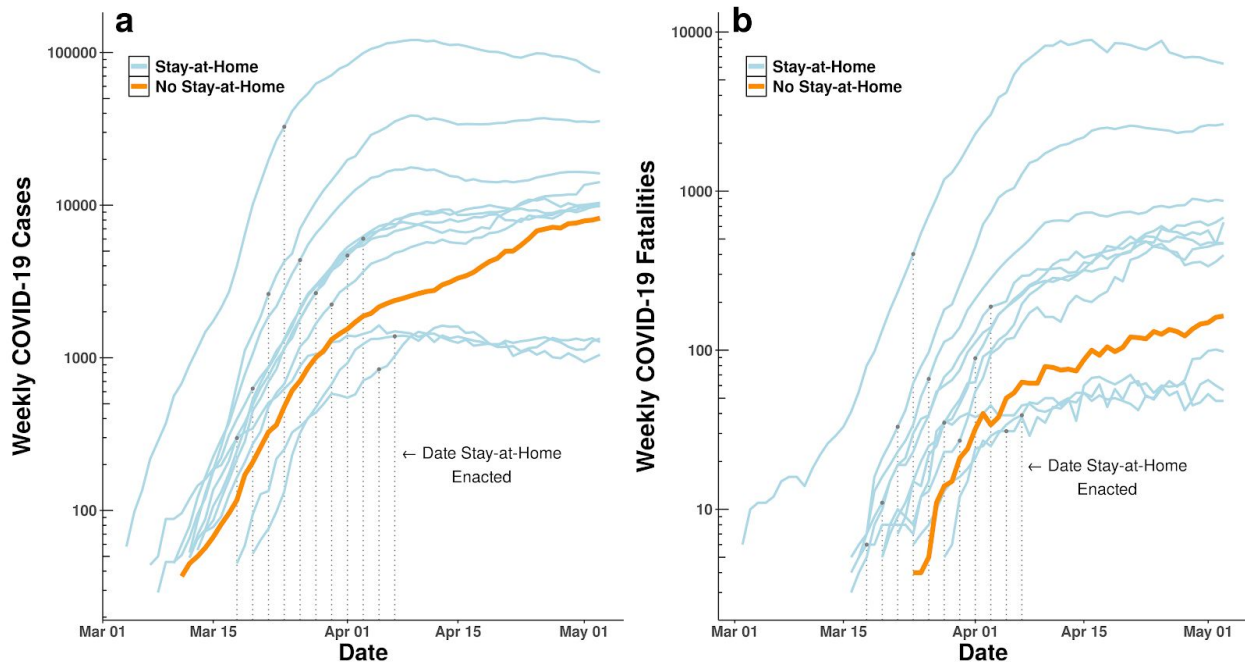 a
Weekly COVID-19 Cases
100000
10000
1000
100
Stay-at-Home
No Stay-at-Home
← Date Stay-at-Home
Enacted
Mar 01
Mar 15
Apr 01
Apr 15
May 01
Date
b
Weekly COVID-19 Fatalities
10000
1000
100
10
Stay-at-Home
No Stay-at-Home
← Date Stay-at-Home
Enacted
Mar 01
Mar 15
Apr 01
Apr 15
May 01
Date